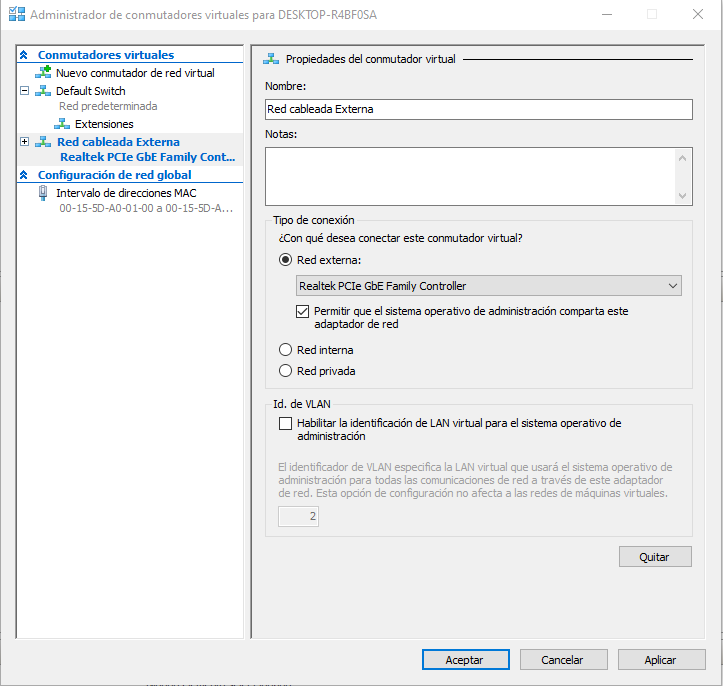 Administrador de conmutadores virtuales para DESKTOP-R4BF0SA
Conmutadores virtuales
Nuevo conmutador de red virtual
Default Switch
Red predeterminada
Extensiones
Red cableada Externa
Realtek PCIe GbE Family Cont...
Configuración de red global
Intervalo de direcciones MAC
00-15-5D-A0-01-00 a 00-15-5D-A...
Propiedades del conmutador virtual
Nombre:
Red cableada Externa
Notas:
Tipo de conexión
¿Con qué desea conectar este conmutador virtual?
Red externa:
Realtek PCIe GbE Family Controller
Permitir que el sistema operativo de administración comparta este
adaptador de red
Red interna
Red privada
Id. de VLAN
Habilitar la identificación de LAN virtual para el sistema operativo de
administración
El identificador de VLAN especifica la LAN virtual que usará el sistema operativo de
administración para todas las comunicaciones de red a través de este adaptador
de red. Esta opción de configuración no afecta a las redes de máquinas virtuales.
2
Quitar
Aceptar
Cancelar
Aplicar